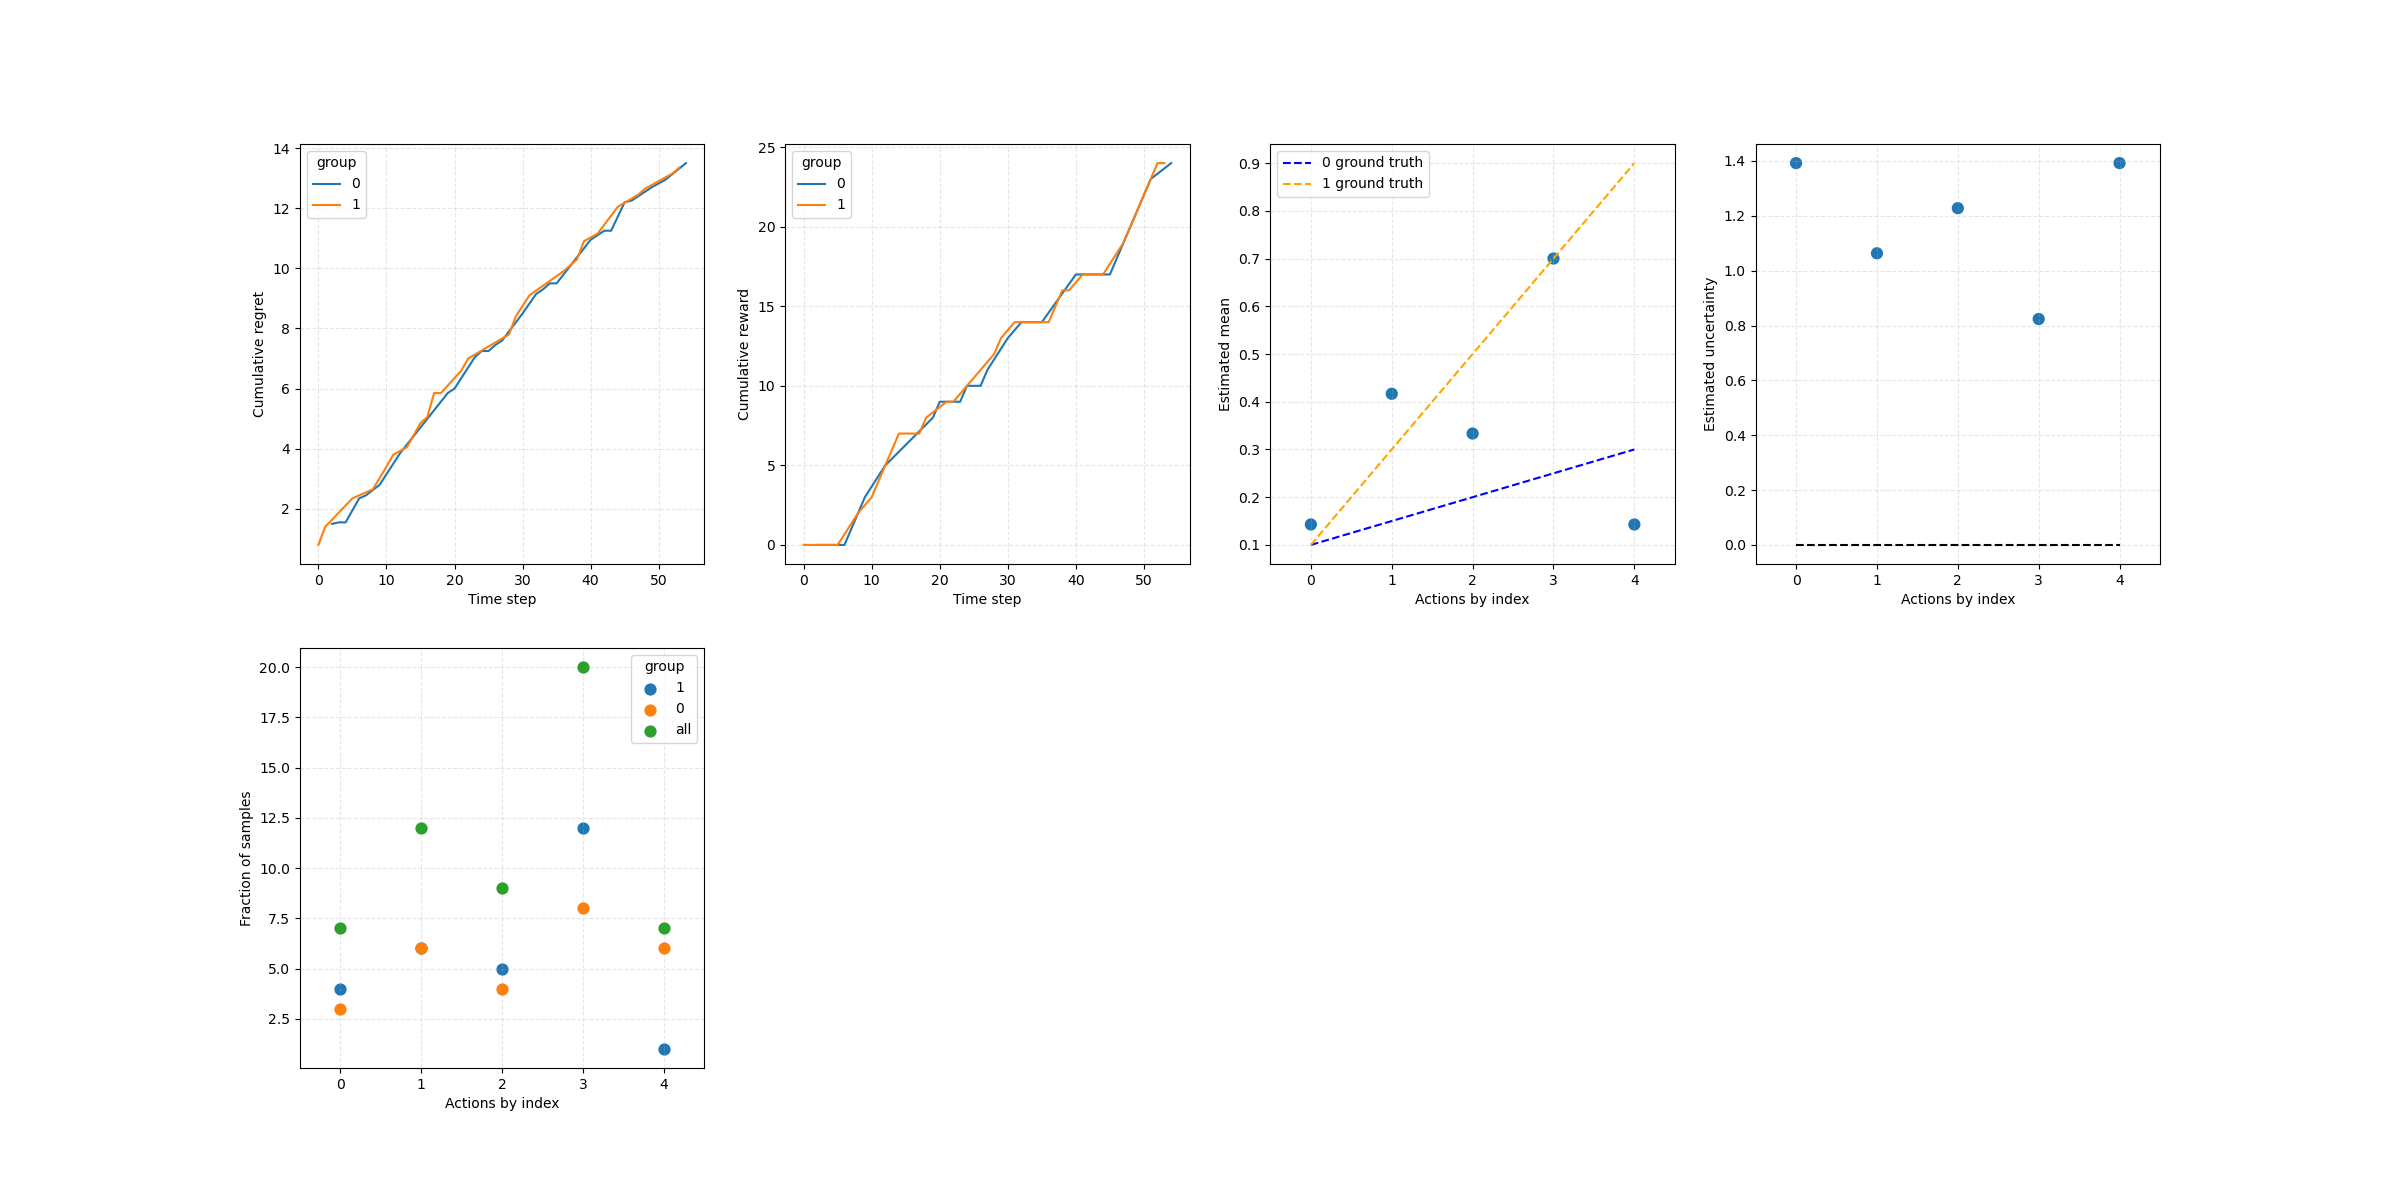 Cumulative regret
14
12
10
8
6
4
2
group
0
1
0 10 20 30 40 50
Time step
Cumulative reward
25
20
15
10
5
0
group
0
1
0 10 20 30 40 50
Time step
Estimated mean
0.9
0.8
0.7
0.6
0.5
0.4
0.3
0.2
0.1
0 ground truth
1 ground truth
0 1 2 3 4
Actions by index
Estimated uncertainty
1.4
1.2
1.0
0.8
0.6
0.4
0.2
0.0
0 1 2 3 4
Actions by index
Fraction of samples
20.0
17.5
15.0
12.5
10.0
7.5
5.0
2.5
group
1
0
all
0 1 2 3 4
Actions by index